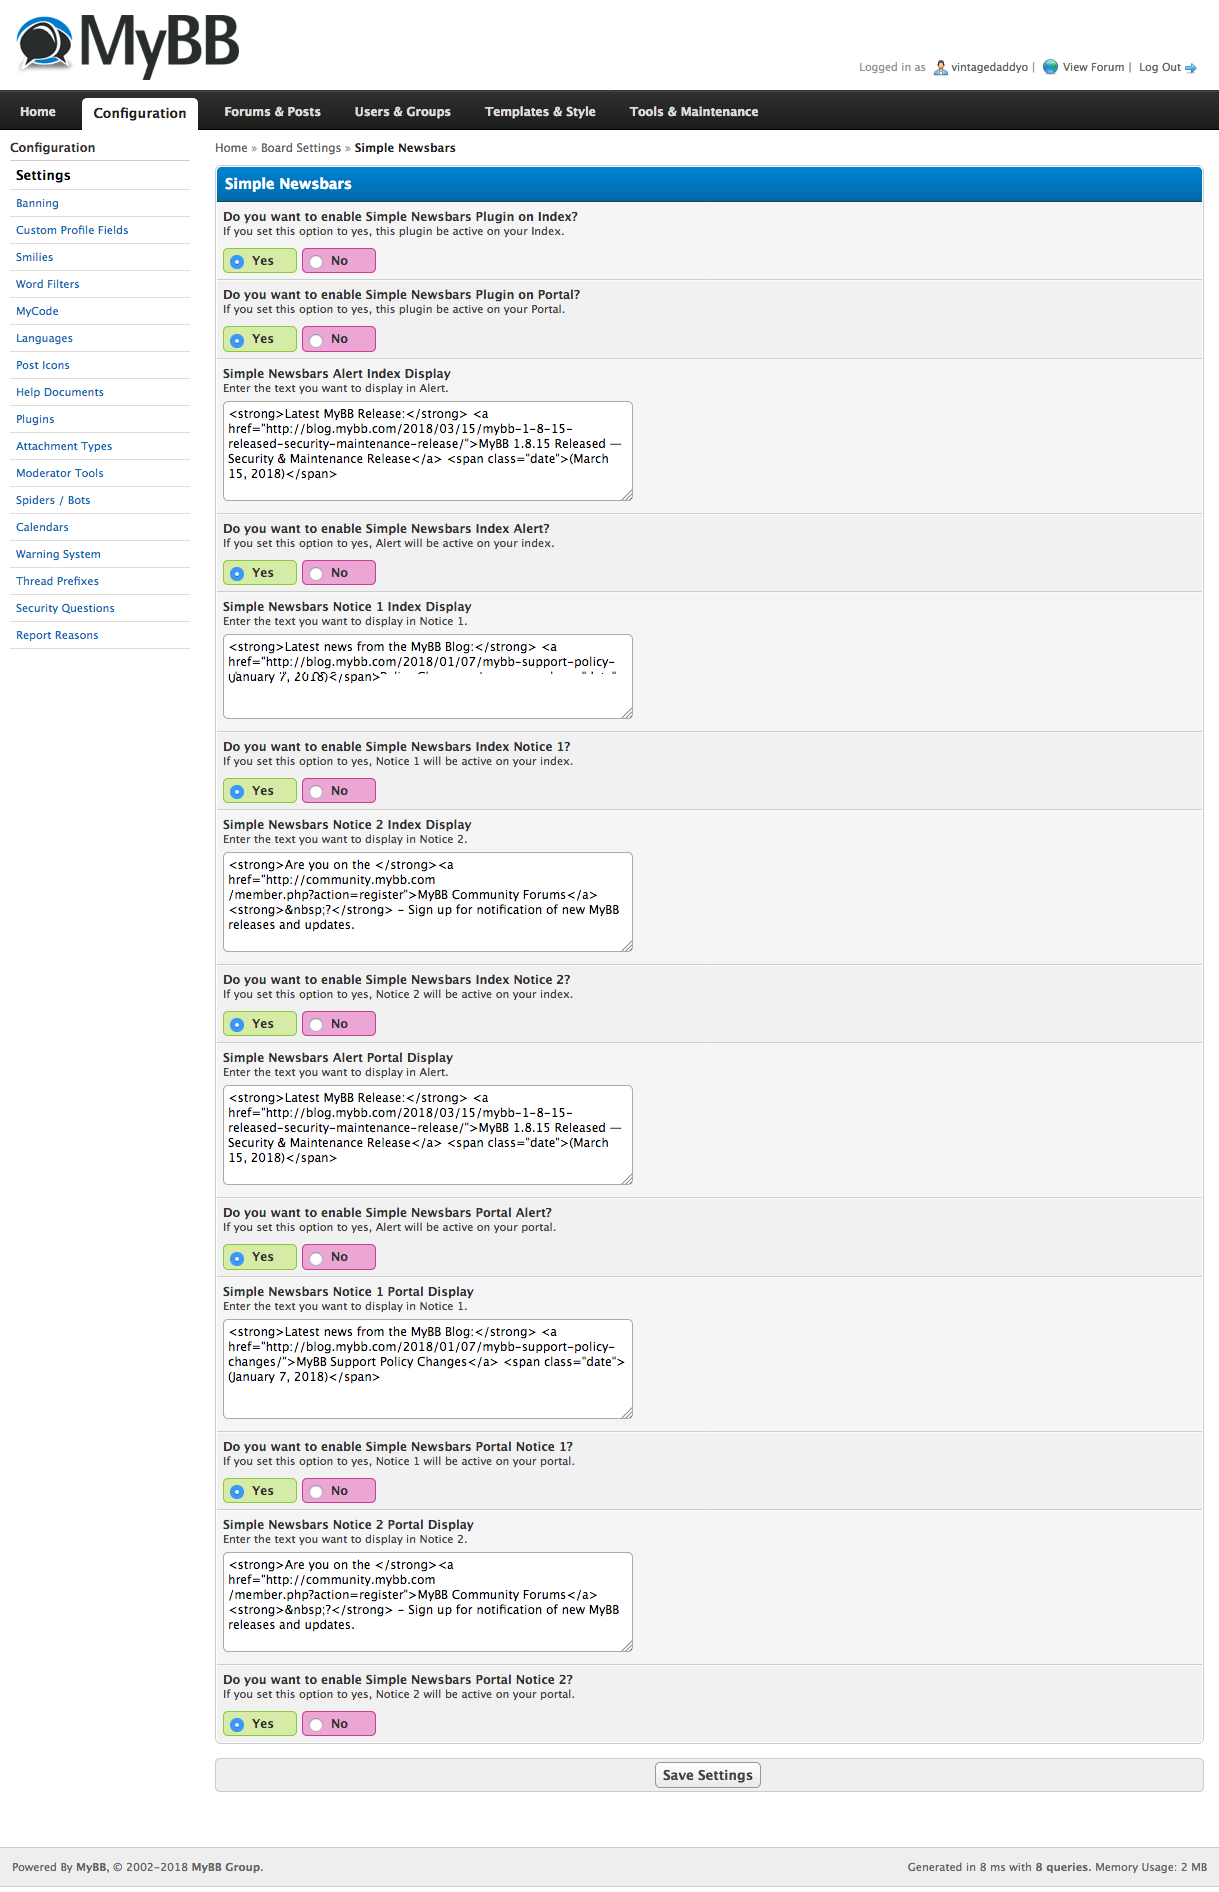 MyBB
Logged in as vintagedaddyo | View Forum | Log Out
Home Configuration Forums & Posts Users & Groups Templates & Style Tools & Maintenance
Configuration
Settings
Banning
Custom Profile Fields
Smilies
Word Filters
MyCode
Languages
Post Icons
Help Documents
Plugins
Attachment Types
Moderator Tools
Spiders / Bots
Calendars
Warning System
Thread Prefixes
Security Questions
Report Reasons
Home » Board Settings » Simple Newsbars
Simple Newsbars
Do you want to enable Simple Newsbars Plugin on Index?
If you set this option to yes, this plugin be active on your Index.
Yes No
Do you want to enable Simple Newsbars Plugin on Portal?
If you set this option to yes, this plugin be active on your Portal.
Yes No
Simple Newsbars Alert Index Display
Enter the text you want to display in Alert.
<strong>Latest MyBB Release:</strong> <a
href="http://blog.mybb.com/2018/03/15/mybb-1-8-15-
released-security-maintenance-release/">MyBB 1.8.15 Released —
Security & Maintenance Release</a> <span class="date">(March
15, 2018)</span>
Do you want to enable Simple Newsbars Index Alert?
If you set this option to yes, Alert will be active on your index.
Yes No
Simple Newsbars Notice 1 Index Display
Enter the text you want to display in Notice 1.
<strong>Latest news from the MyBB Blog:</strong> <a
href="http://blog.mybb.com/2018/01/07/mybb-support-policy-
(January 7, 2018)</span>
Do you want to enable Simple Newsbars Index Notice 1?
If you set this option to yes, Notice 1 will be active on your index.
Yes No
Simple Newsbars Notice 2 Index Display
Enter the text you want to display in Notice 2.
<strong>Are you on the </strong><a
href="http://community.mybb.com
/member.php?action=register">MyBB Community Forums</a>
<strong>&nbsp;?</strong> – Sign up for notification of new MyBB
releases and updates.
Do you want to enable Simple Newsbars Index Notice 2?
If you set this option to yes, Notice 2 will be active on your index.
Yes No
Simple Newsbars Alert Portal Display
Enter the text you want to display in Alert.
<strong>Latest MyBB Release:</strong> <a
href="http://blog.mybb.com/2018/03/15/mybb-1-8-15-
released-security-maintenance-release/">MyBB 1.8.15 Released —
Security & Maintenance Release</a> <span class="date">(March
15, 2018)</span>
Do you want to enable Simple Newsbars Portal Alert?
If you set this option to yes, Alert will be active on your portal.
Yes No
Simple Newsbars Notice 1 Portal Display
Enter the text you want to display in Notice 1.
<strong>Latest news from the MyBB Blog:</strong> <a
href="http://blog.mybb.com/2018/01/07/mybb-support-policy-
changes/">MyBB Support Policy Changes</a> <span class="date">
(January 7, 2018)</span>
Do you want to enable Simple Newsbars Portal Notice 1?
If you set this option to yes, Notice 1 will be active on your portal.
Yes No
Simple Newsbars Notice 2 Portal Display
Enter the text you want to display in Notice 2.
<strong>Are you on the </strong><a
href="http://community.mybb.com
/member.php?action=register">MyBB Community Forums</a>
<strong>&nbsp;?</strong> – Sign up for notification of new MyBB
releases and updates.
Do you want to enable Simple Newsbars Portal Notice 2?
If you set this option to yes, Notice 2 will be active on your portal.
Yes No
Save Settings
Powered By MyBB, © 2002-2018 MyBB Group.
Generated in 8 ms with 8 queries. Memory Usage: 2 MB